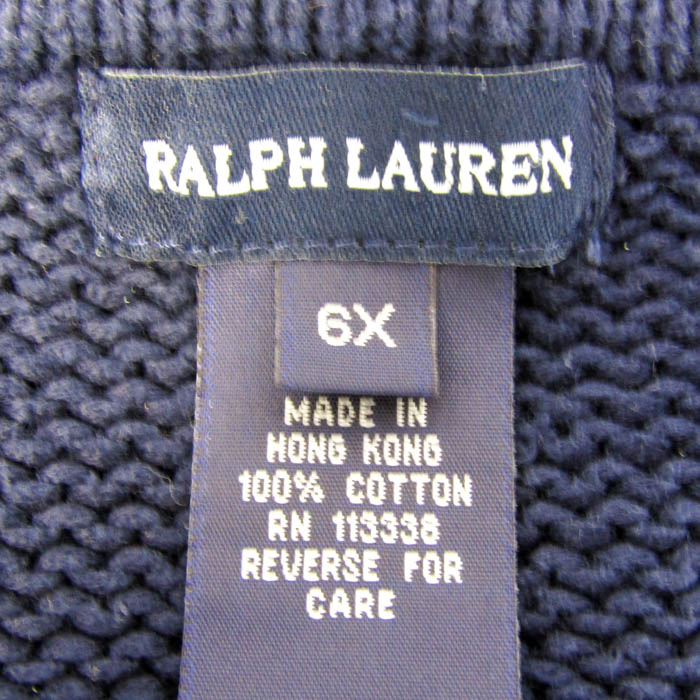 RALPH LAUREN
6X
MADE IN
HONG KONG
100% COTTON
RN 113338
REVERSE FOR
CARE